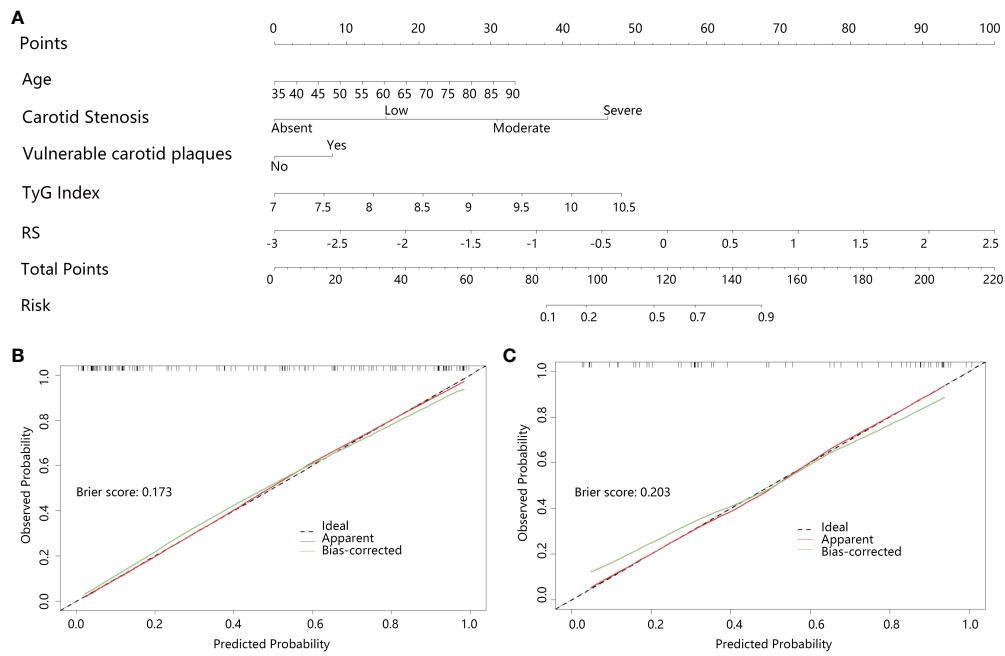 A
0 10 20 30 40 50 60 70 80 90 100
Points
Age
35 40 45 50 55 60 65 70 75 80 85 90
Low Severe
Carotid Stenosis
Absent Moderate
Yes
Vulnerable carotid plaques
No
TyG Index
7 7.5 8 8.5 9 9.5 10 10.5
RS
-3 -2.5 -2 -1.5 -1 -0.5 0 0.5 1 1.5 2 2.5
Total Points
0 20 40 60 80 100 120 140 160 180 200 220
Risk
0.1 0.2 0.5 0.7 0.9
B
1.0
0.8
0.6
0.4
0.2
0.0
Observed Probability
Brier score: 0.173
Ideal
Apparent
Bias-corrected
0.0 0.2 0.4 0.6 0.8 1.0
Predicted Probability
C
1.0
0.8
0.6
0.4
0.2
0.0
Observed Probability
Brier score: 0.203
Ideal
Apparent
Bias-corrected
0.0 0.2 0.4 0.6 0.8 1.0
Predicted Probability